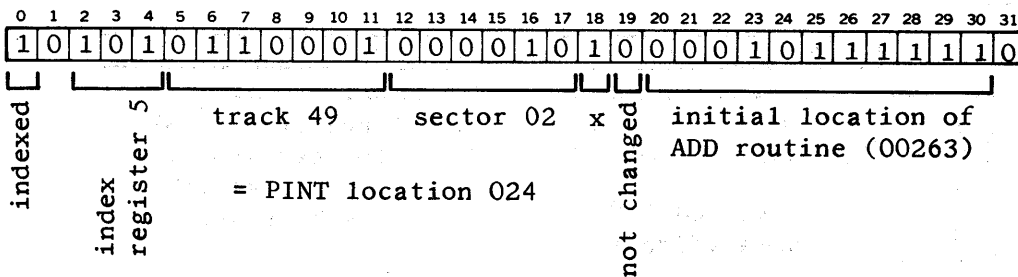 0 1 2 3 4 5 6 7 8 9 10 11 12 13 14 15 16 17 18 19 20 21 22 23 24 25 26 27 28 29 30 31
1 0 1 0 1 0 1 1 0 0 0 1 0 0 0 0 1 0 1 0 0 0 0 1 0 1 1 1 1 1 1 0
indexed
index
register 5
track 49
sector 02
x
not changed
initial location of
ADD routine (00263)
= PINT location 024